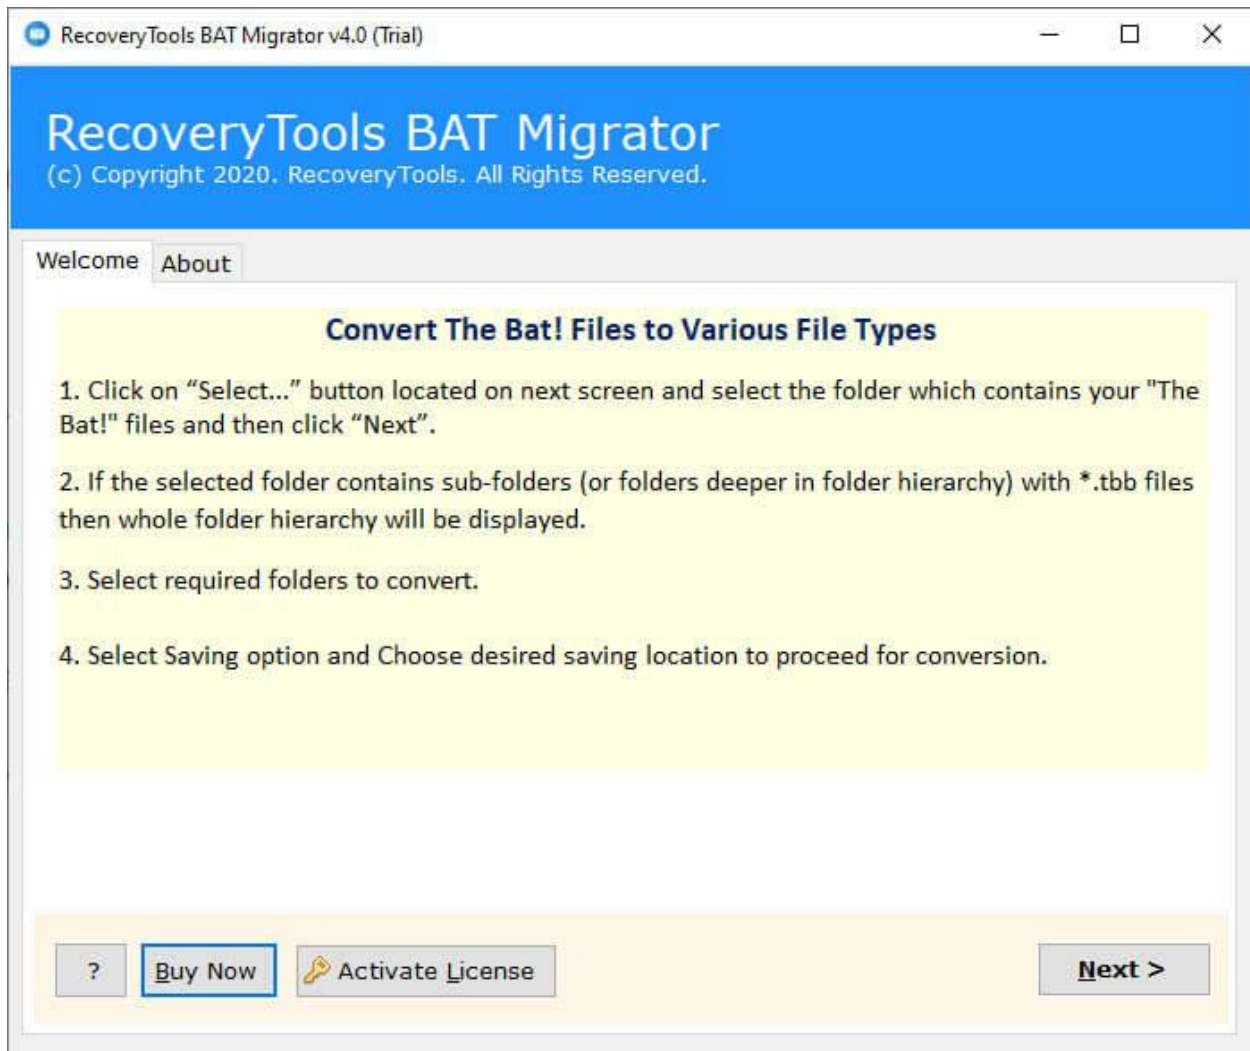 RecoveryTools BAT Migrator v4.0 (Trial)
RecoveryTools BAT Migrator
(c) Copyright 2020. RecoveryTools. All Rights Reserved.
Welcome About
Convert The Bat! Files to Various File Types
1. Click on “Select...” button located on next screen and select the folder which contains your "The
Bat!" files and then click “Next”.
2. If the selected folder contains sub-folders (or folders deeper in folder hierarchy) with *.tbb files
then whole folder hierarchy will be displayed.
3. Select required folders to convert.
4. Select Saving option and Choose desired saving location to proceed for conversion.
? Buy Now Activate License Next >